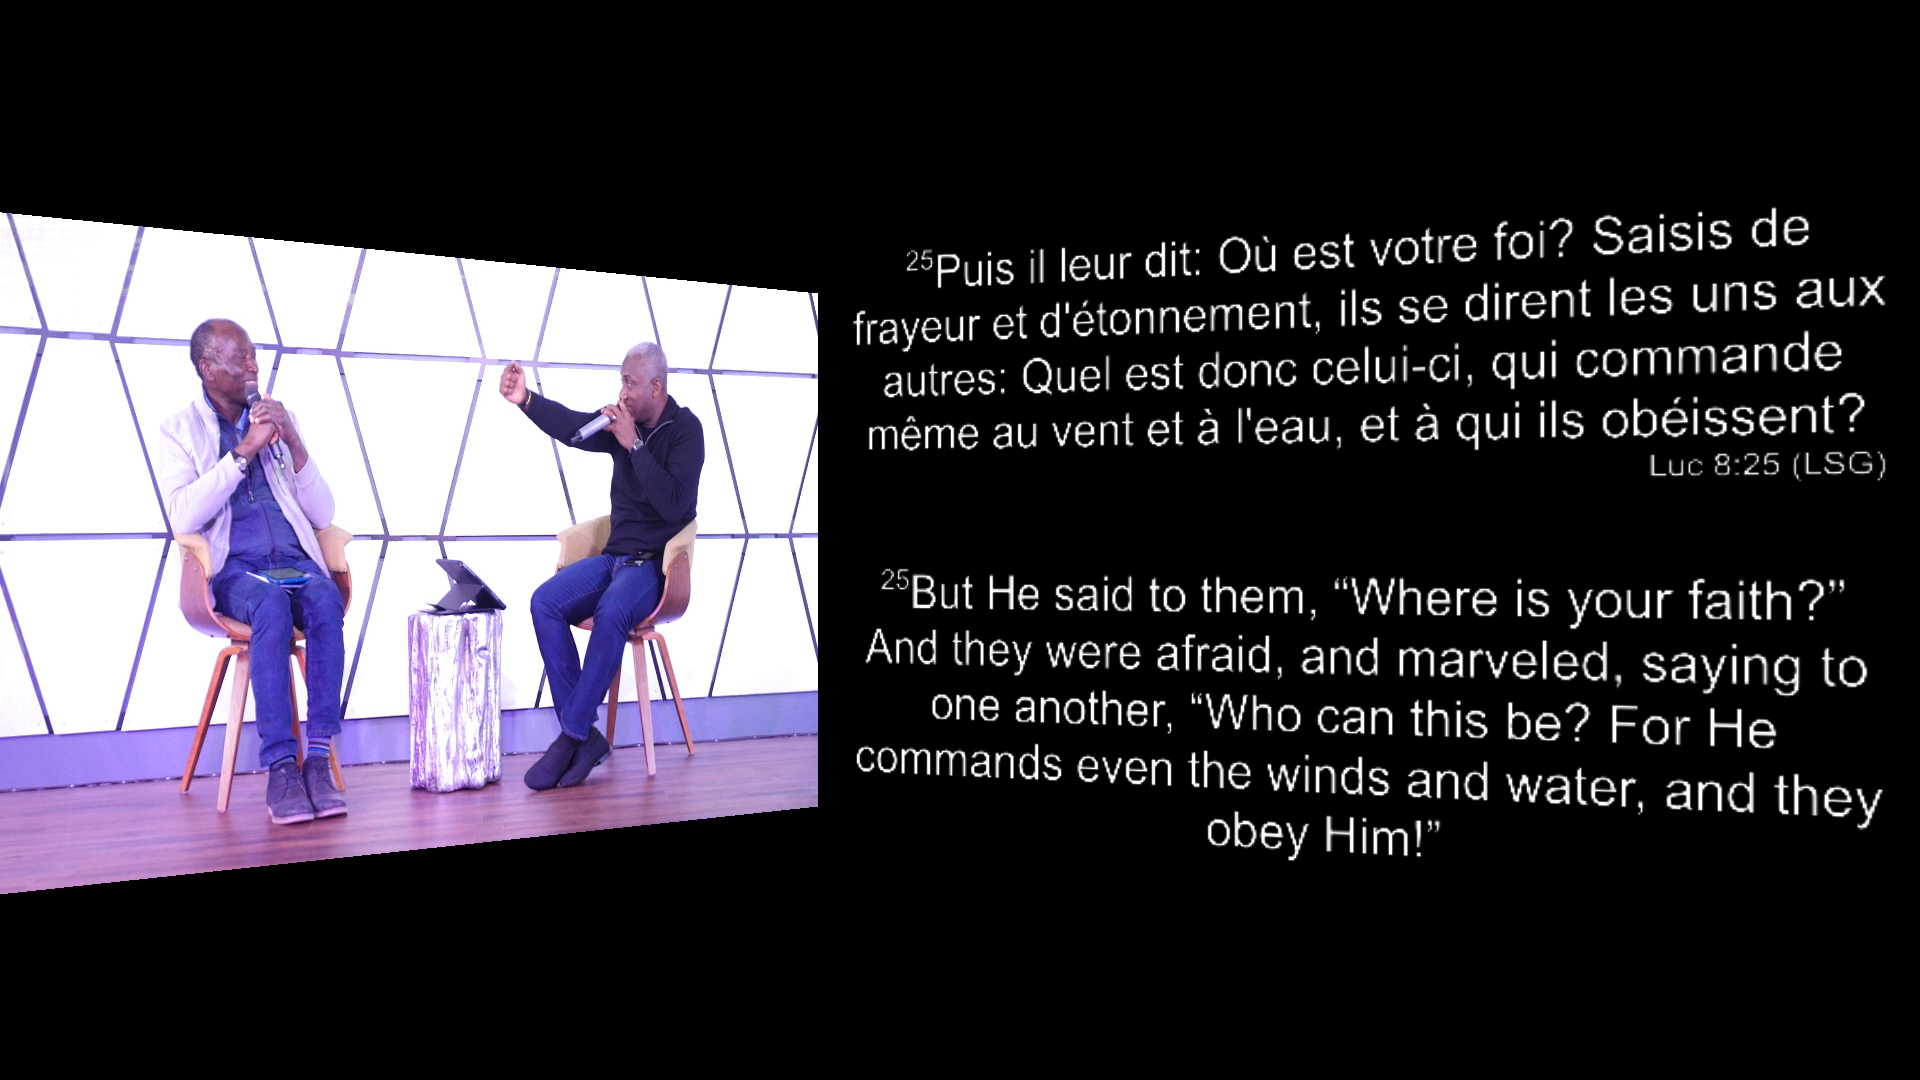 25Puis il leur dit: Où est votre foi? Saisis de
frayeur et d'étonnement, ils se dirent les uns aux
autres: Quel est donc celui-ci, qui commande
même au vent et à l'eau, et à qui ils obéissent?
Luc 8:25 (LSG)
25But He said to them, “Where is your faith?”
And they were afraid, and marveled, saying to
one another, “Who can this be? For He
commands even the winds and water, and they
obey Him!”